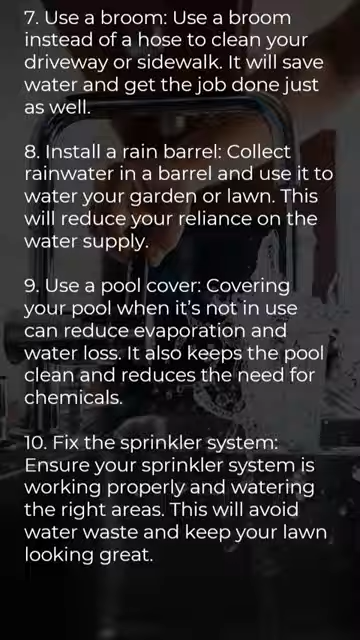 7. Use a broom: Use a broom
instead of a hose to clean your
driveway or sidewalk. It will save
water and get the job done just
as well.
8. Install a rain barrel: Collect
rainwater in a barrel and use it to
water your garden or lawn. This
will reduce your reliance on the
water supply.
9. Use a pool cover: Covering
your pool when it’s not in use
can reduce evaporation and
water loss. It also keeps the pool
clean and reduces the need for
chemicals.
10. Fix the sprinkler system:
Ensure your sprinkler system is
working properly and watering
the right areas. This will avoid
water waste and keep your lawn
looking great.